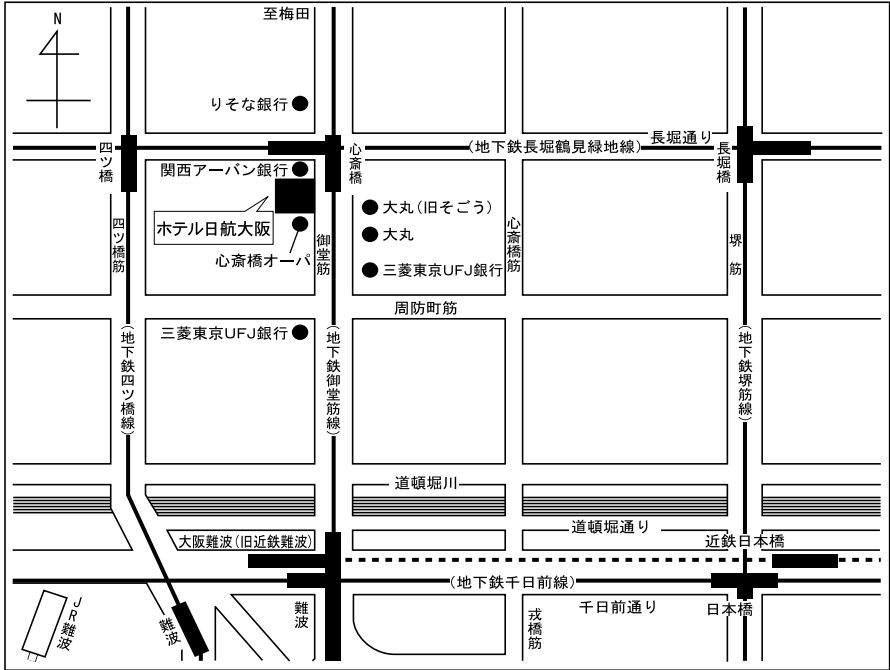 N
至梅田
りそな銀行
四ツ橋
心斎橋
(地下鉄長堀鶴見緑地線)
長堀通り
長堀橋
関西アーバン銀行
ホテル日航大阪
心斎橋オーパ
四ツ橋筋
御堂筋
大丸(旧そごう)
大丸
三菱東京UFJ銀行
心斎橋筋
堺筋
周防町筋
三菱東京UFJ銀行
(地下鉄四ツ橋線)
(地下鉄御堂筋線)
(地下鉄堺筋線)
道頓堀川
道頓堀通り
大阪難波(旧近鉄難波)
近鉄日本橋
(地下鉄千日前線)
JR難波
難波
難波
戎橋筋
千日前通り
日本橋